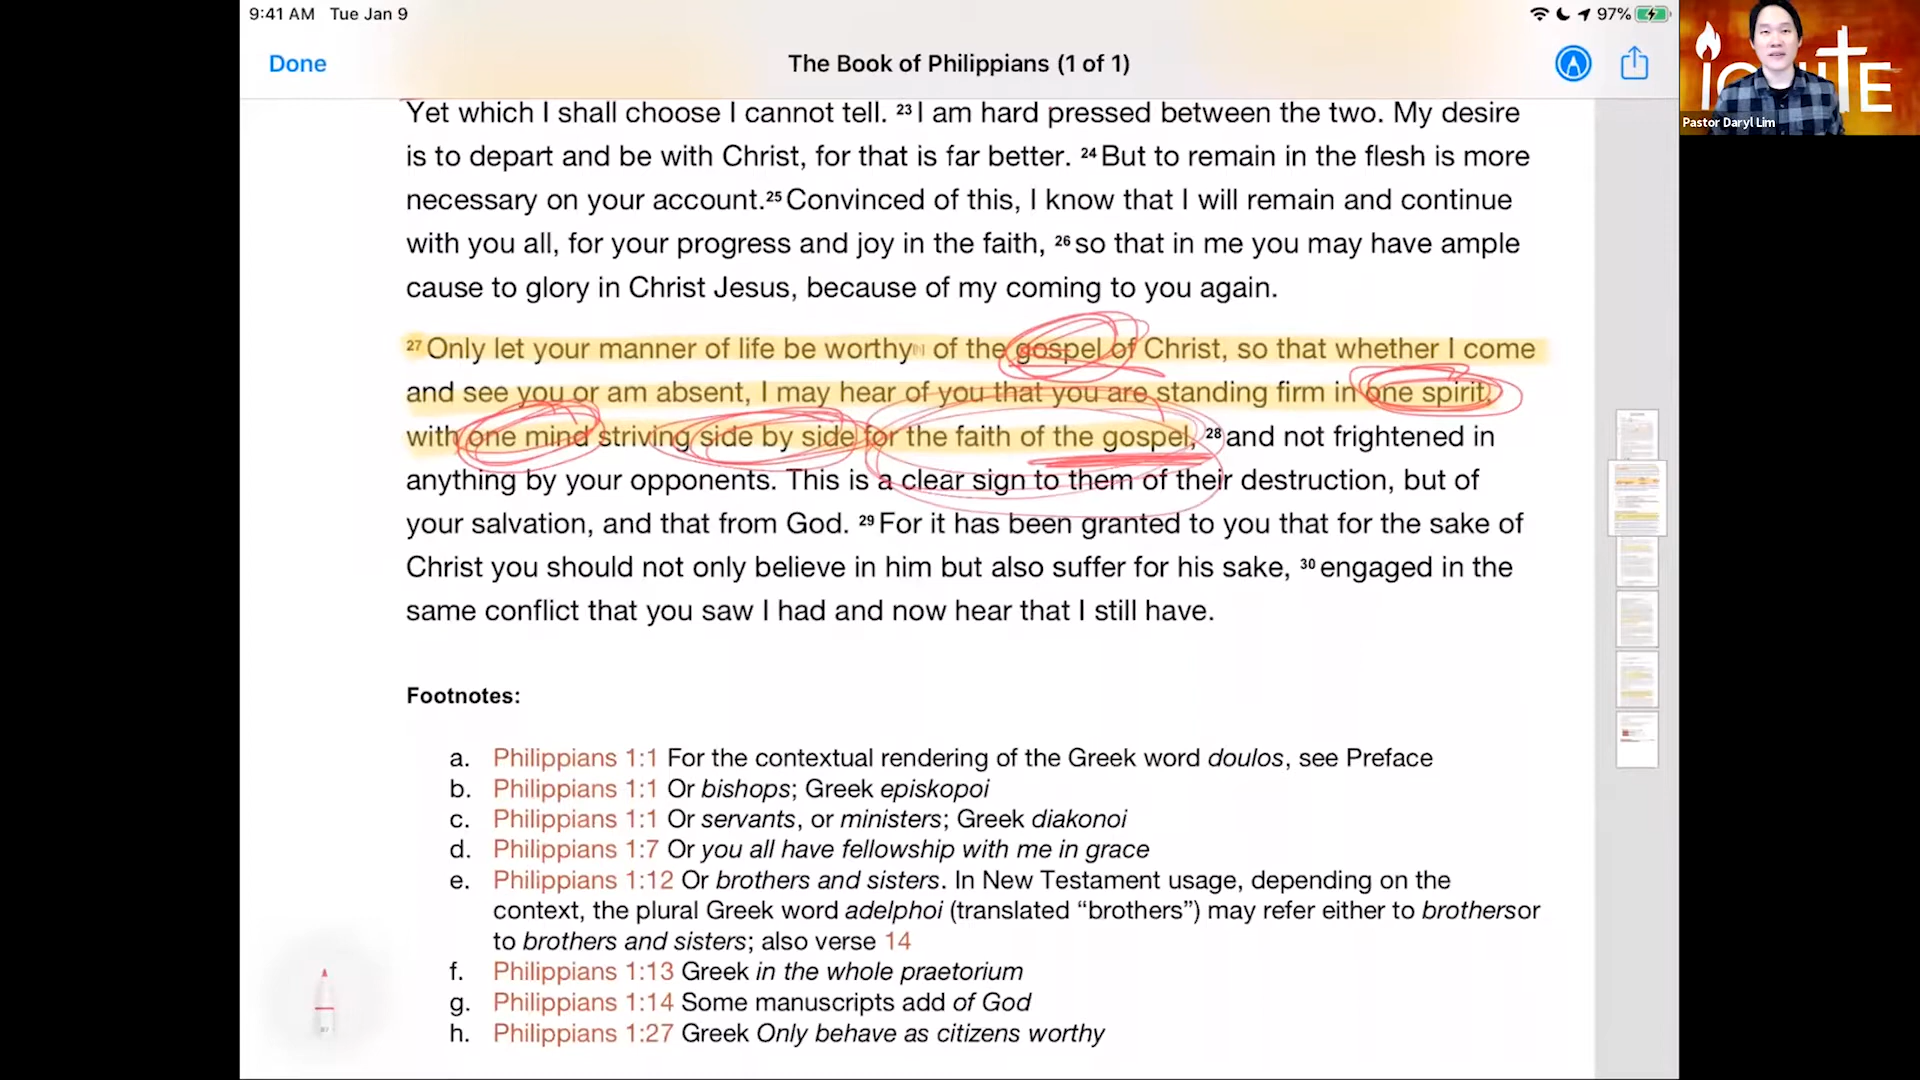 9:41 AM Tue Jan 9
97%
Done
The Book of Philippians (1 of 1)
IGNITE
Pastor Daryl Lim
Yet which I shall choose I cannot tell. 23 I am hard pressed between the two. My desire
is to depart and be with Christ, for that is far better. 24 But to remain in the flesh is more
necessary on your account. 25 Convinced of this, I know that I will remain and continue
with you all, for your progress and joy in the faith, 26 so that in me you may have ample
cause to glory in Christ Jesus, because of my coming to you again.
27 Only let your manner of life be worthy[h] of the gospel of Christ, so that whether I come
and see you or am absent, I may hear of you that you are standing firm in one spirit,
with one mind striving side by side for the faith of the gospel, 28 and not frightened in
anything by your opponents. This is a clear sign to them of their destruction, but of
your salvation, and that from God. 29 For it has been granted to you that for the sake of
Christ you should not only believe in him but also suffer for his sake, 30 engaged in the
same conflict that you saw I had and now hear that I still have.
Footnotes:
a. Philippians 1:1 For the contextual rendering of the Greek word doulos, see Preface
b. Philippians 1:1 Or bishops; Greek episkopoi
c. Philippians 1:1 Or servants, or ministers; Greek diakonoi
d. Philippians 1:7 Or you all have fellowship with me in grace
e. Philippians 1:12 Or brothers and sisters. In New Testament usage, depending on the
context, the plural Greek word adelphoi (translated “brothers”) may refer either to brothersor
to brothers and sisters; also verse 14
f. Philippians 1:13 Greek in the whole praetorium
g. Philippians 1:14 Some manuscripts add of God
h. Philippians 1:27 Greek Only behave as citizens worthy